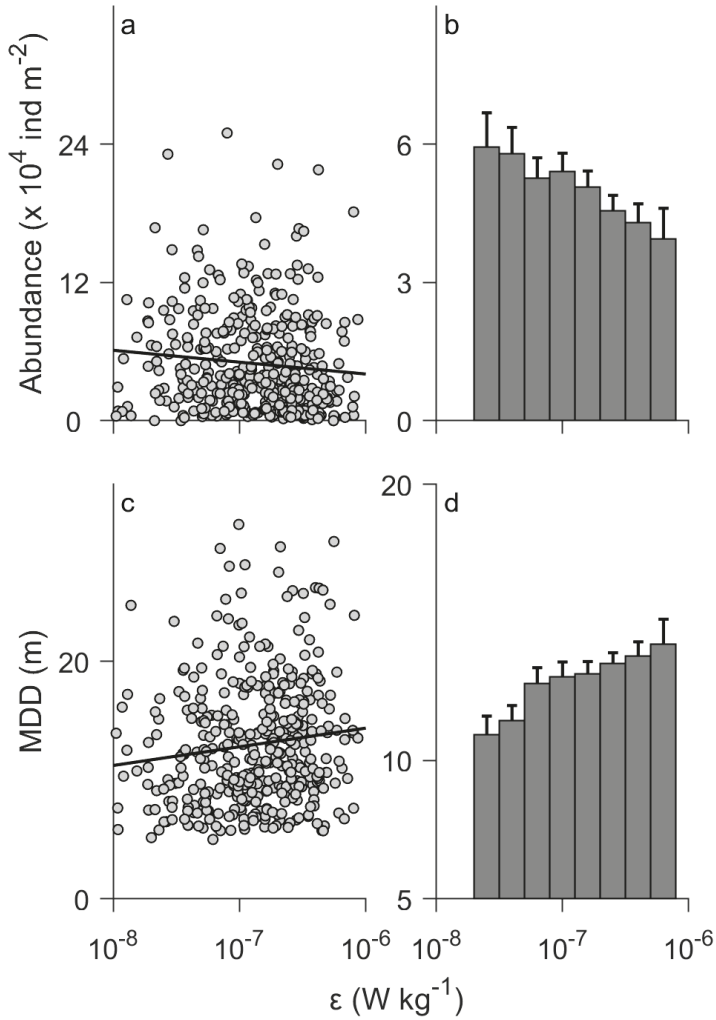 a
b
Abundance (x 10⁴ ind m⁻²)
24
12
0
6
3
0
c
d
MDD (m)
20
0
20
10
5
10⁻⁸
10⁻⁷
10⁻⁶
10⁻⁸
10⁻⁷
10⁻⁶
ε (W kg⁻¹)